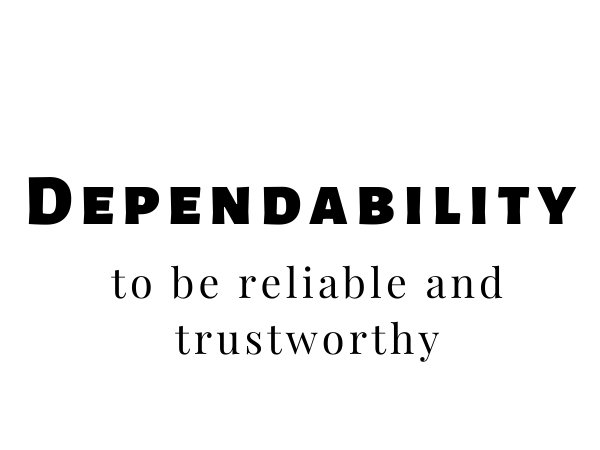 Dependability
to be reliable and
trustworthy